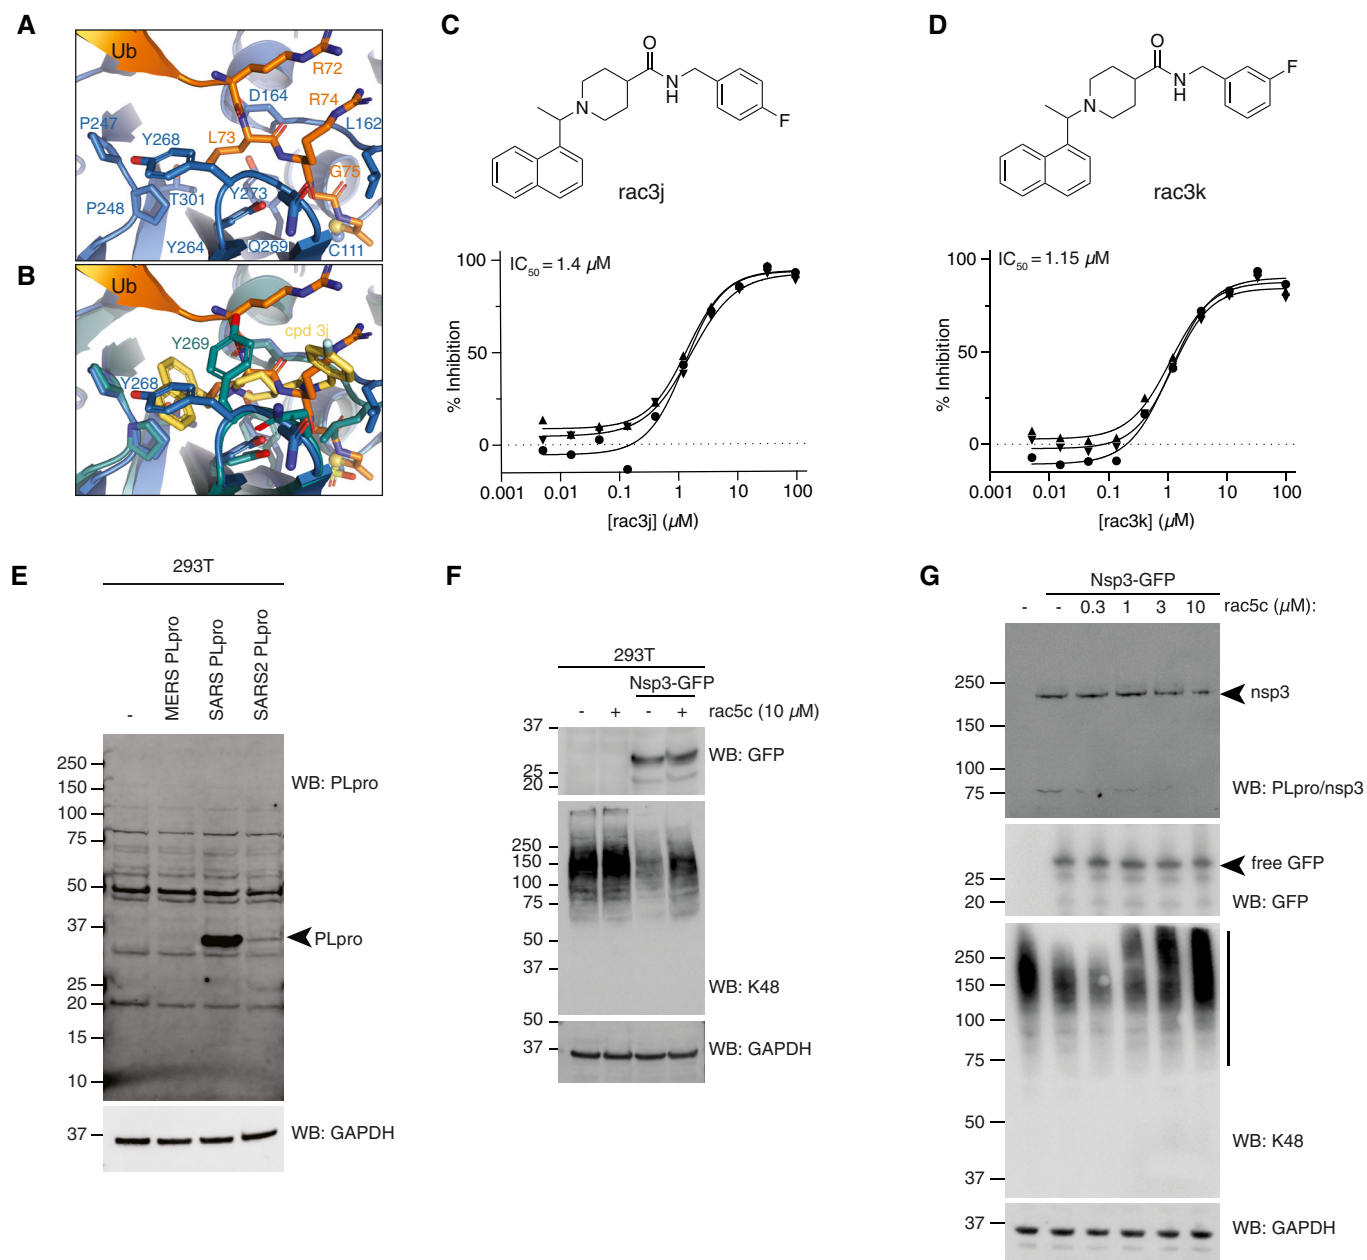 A
Ub
R72
D164
R74
P247
L162
Y268
L73
G75
T301
Y273
P248
Y264
Q269
C111
B
Ub
cpd 3j
Y269
Y268
C
O
N
N
H
F
rac3j
IC50 = 1.4 µM
100
50
0
% Inhibition
0.001 0.01 0.1 1 10 100
[rac3j] (µM)
D
O
N
N
H
F
rac3k
IC50 = 1.15 µM
100
50
0
% Inhibition
0.001 0.01 0.1 1 10 100
[rac3k] (µM)
E
293T
- MERS PLpro SARS PLpro SARS2 PLpro
250
150
100
75
50
37
25
20
15
10
WB: PLpro
PLpro
37
WB: GAPDH
F
293T
Nsp3-GFP
- + - + rac5c (10 µM)
37
25
20
WB: GFP
250
150
100
75
50
37
WB: K48
50
37
WB: GAPDH
G
Nsp3-GFP
- - 0.3 1 3 10 rac5c (µM):
250
150
100
75
nsp3
WB: PLpro/nsp3
25
20
free GFP
WB: GFP
250
150
100
75
50
37
WB: K48
37
WB: GAPDH